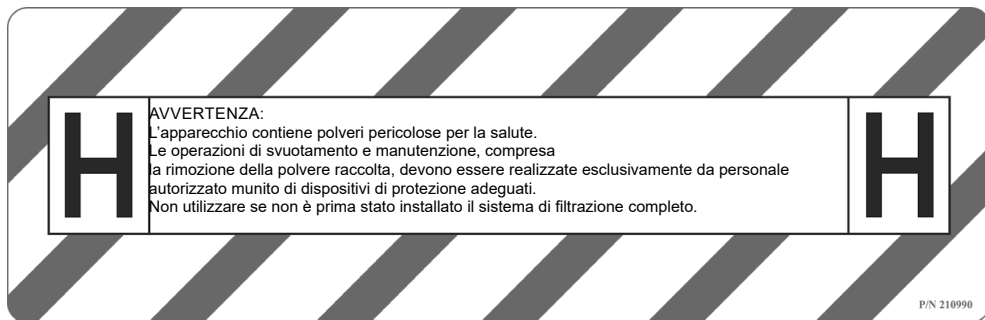 H
AVVERTENZA:
L'apparecchio contiene polveri pericolose per la salute.
Le operazioni di svuotamento e manutenzione, compresa
la rimozione della polvere raccolta, devono essere realizzate esclusivamente da personale
autorizzato munito di dispositivi di protezione adeguati.
Non utilizzare se non è prima stato installato il sistema di filtrazione completo.
H
P/N 210990